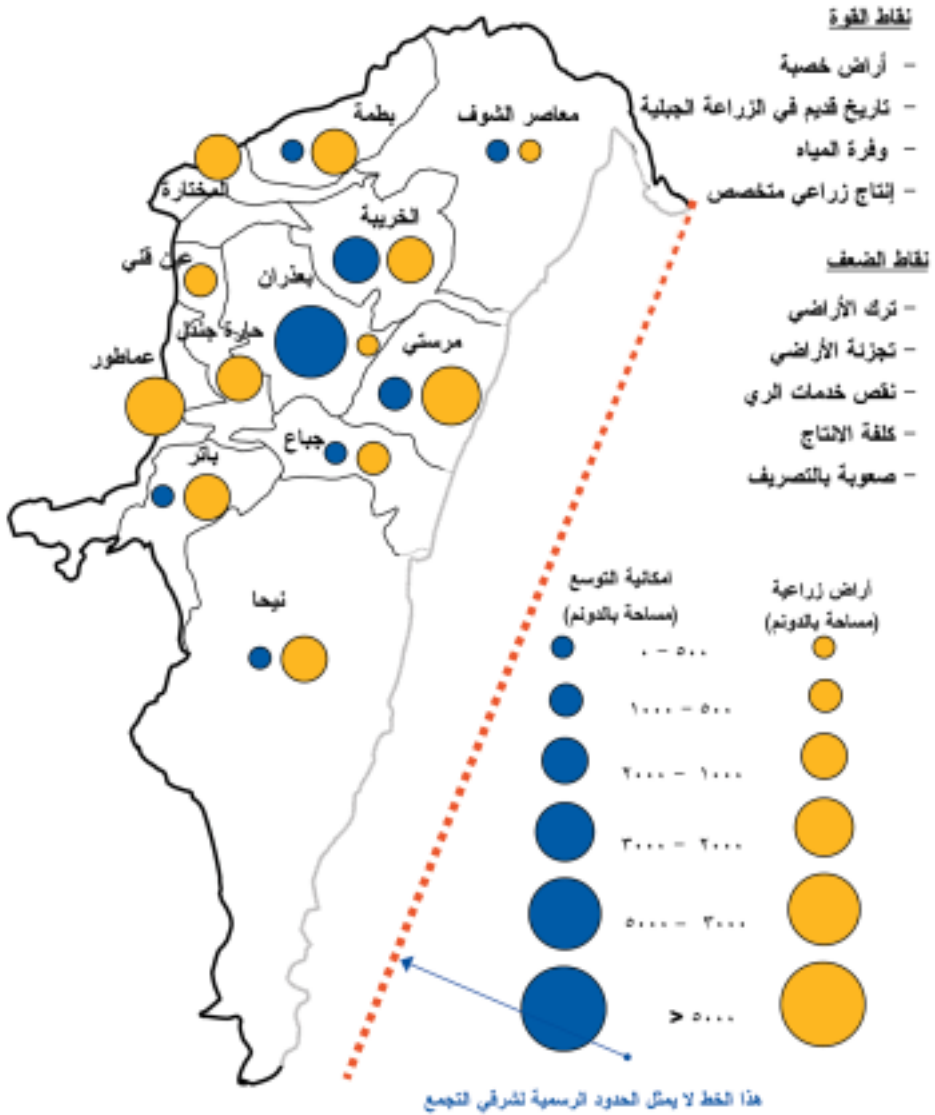 نقاط القوة
- أراض خصبة
- تاريخ قديم في الزراعة الجبلية
- وفرة المياه
- إنتاج زراعي متخصص
نقاط الضعف
- ترك الأراضي
- تجزئة الأراضي
- نقص خدمات الري
- كلفة الانتاج
- صعوبة بالتصريف
بطمة
معاصر الشوف
المختارة
الخريبة
عين قني
بعذران
حارة جندل
مرستي
عماطور
جباع
باتر
نيحا
أراض زراعية
(مساحة بالدونم)
امكانية التوسع
(مساحة بالدونم)
٠ - ٥٠٠
٥٠٠ - ١٠٠٠
١٠٠٠ - ٢٠٠٠
٢٠٠٠ - ٣٠٠٠
٣٠٠٠ - ٥٠٠٠
> ٥٠٠٠
هذا الخط لا يمثل الحدود الرسمية لشرقي التجمع